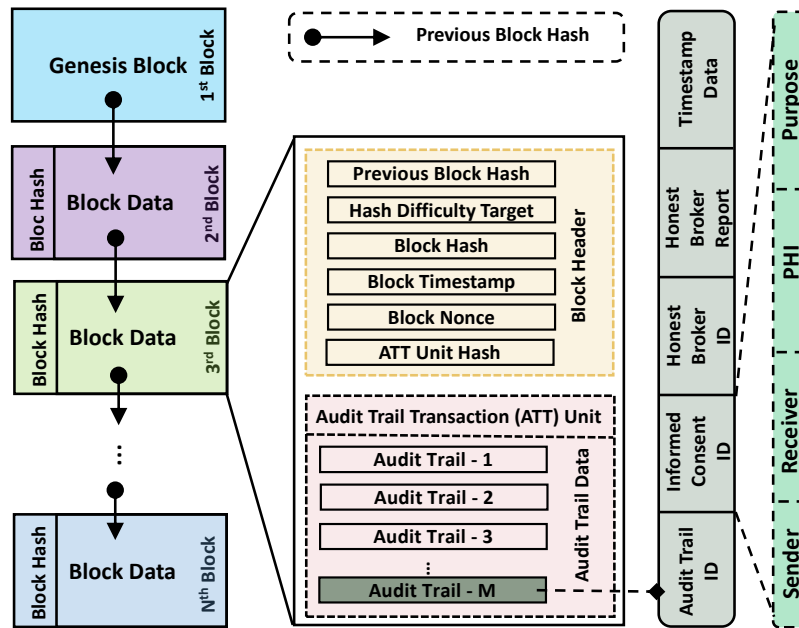 Genesis Block
1st Block
Previous Block Hash
Bloc Hash
Block Data
2nd Block
Block Hash
Block Data
3rd Block
...
Block Hash
Block Data
Nth Block
Previous Block Hash
Hash Difficulty Target
Block Hash
Block Timestamp
Block Nonce
ATT Unit Hash
Block Header
Audit Trail Transaction (ATT) Unit
Audit Trail - 1
Audit Trail - 2
Audit Trail - 3
...
Audit Trail - M
Audit Trail Data
Timestamp
Data
Honest
Broker
Report
Honest
Broker
ID
Informed
Consent
ID
Audit Trail
ID
Purpose
PHI
Receiver
Sender